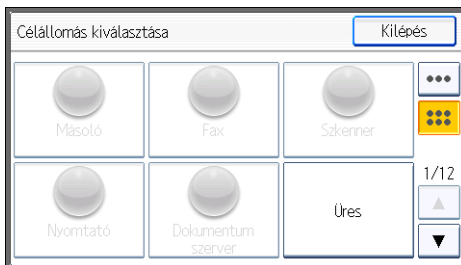 Célállomás kiválasztása
Kilépés
Másoló
Fax
Szkenner
Nyomtató
Dokumentum
szerver
Üres
1/12